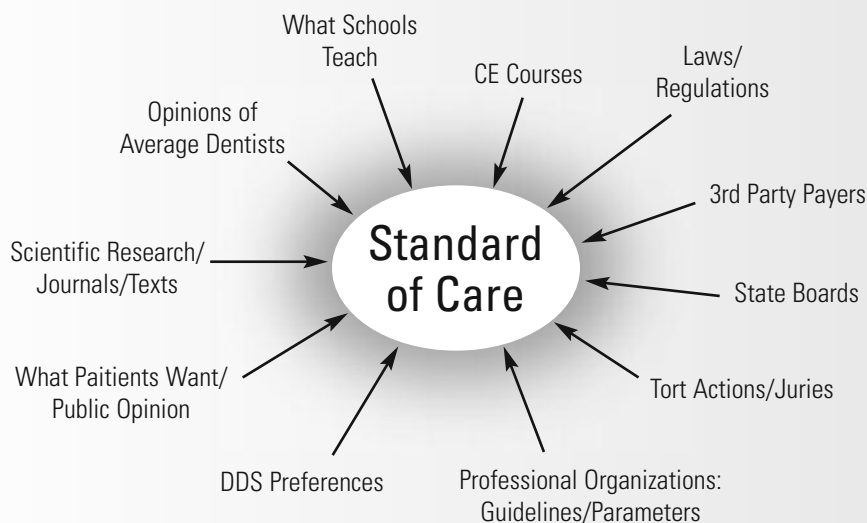 What Schools
Teach
CE Courses
Laws/
Regulations
Opinions of
Average Dentists
3rd Party Payers
Scientific Research/
Journals/Texts
Standard
of Care
State Boards
What Paitients Want/
Public Opinion
Tort Actions/Juries
DDS Preferences
Professional Organizations:
Guidelines/Parameters